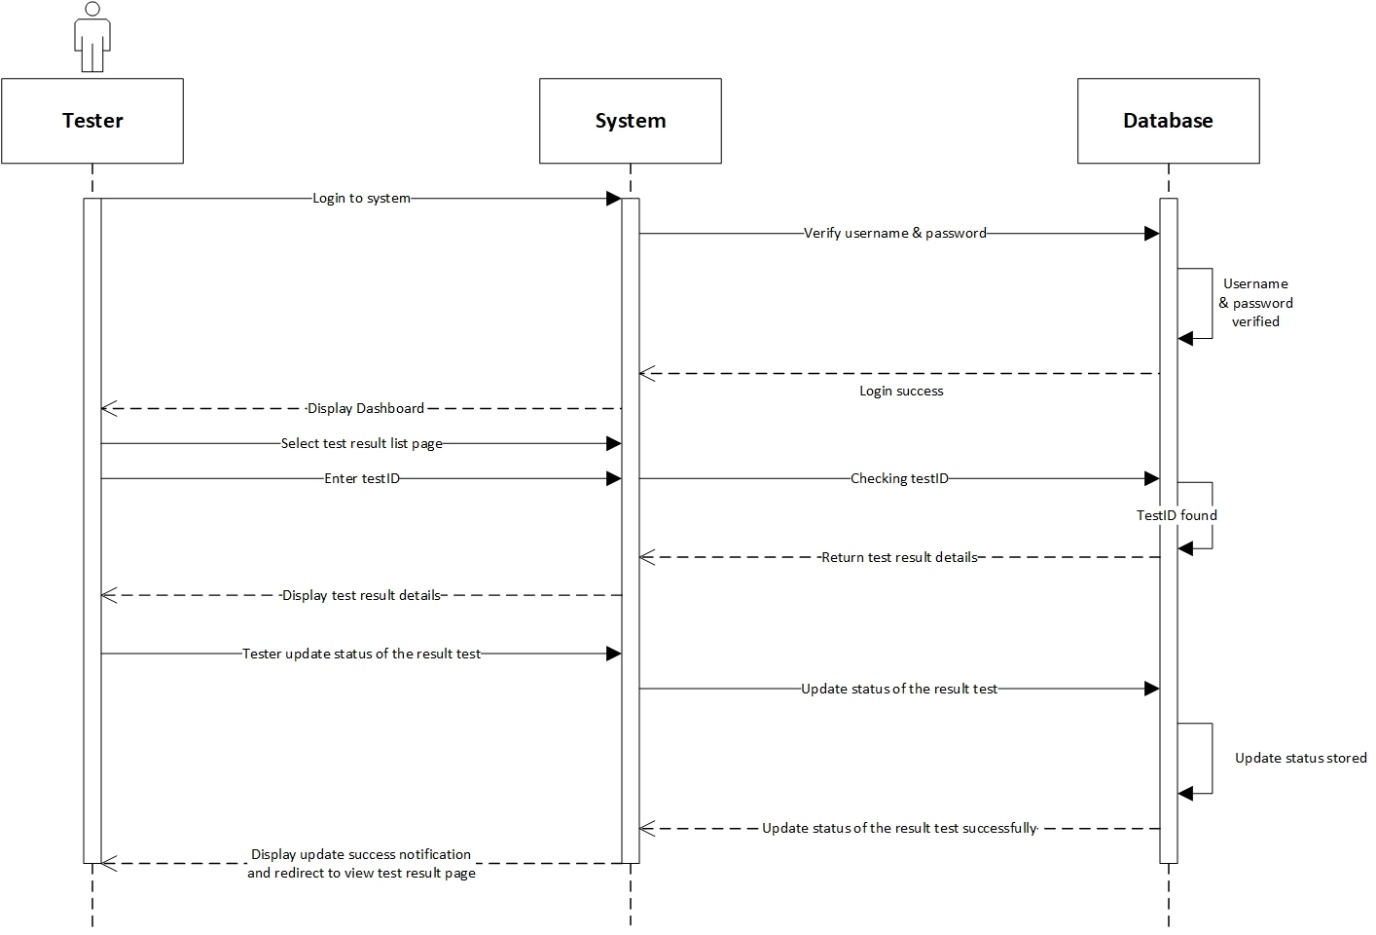 Tester
System
Database
Login to system
Verify username & password
Username
& password
verified
Login success
Display Dashboard
Select test result list page
Enter testID
Checking testID
TestID found
Return test result details
Display test result details
Tester update status of the result test
Update status of the result test
Update status stored
Update status of the result test successfully
Display update success notification
and redirect to view test result page